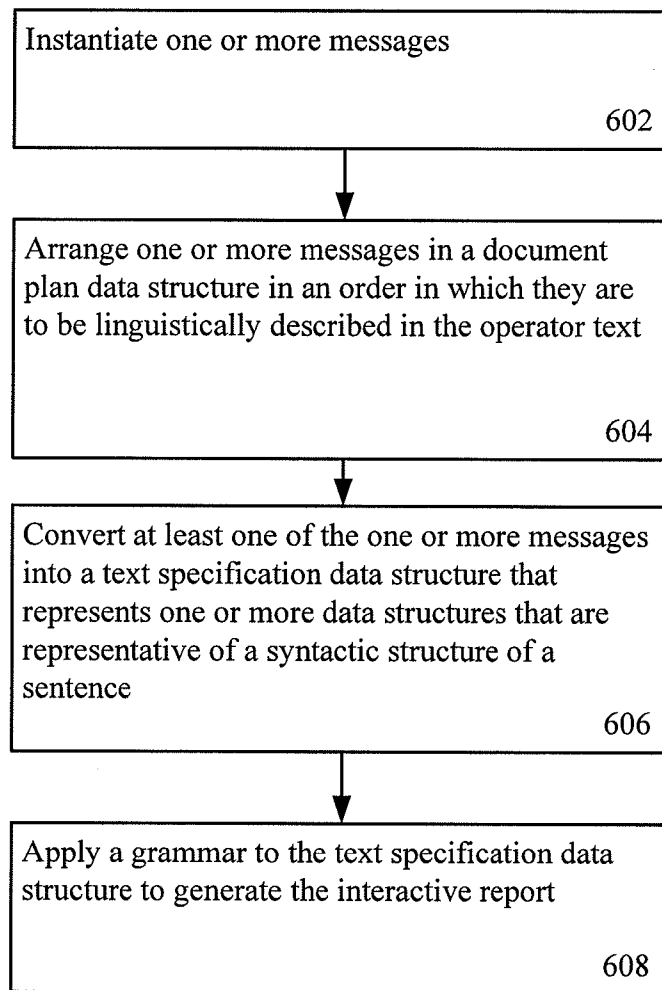 Instantiate one or more messages
602
Arrange one or more messages in a document
plan data structure in an order in which they are
to be linguistically described in the operator text
604
Convert at least one of the one or more messages
into a text specification data structure that
represents one or more data structures that are
representative of a syntactic structure of a
sentence
606
Apply a grammar to the text specification data
structure to generate the interactive report
608